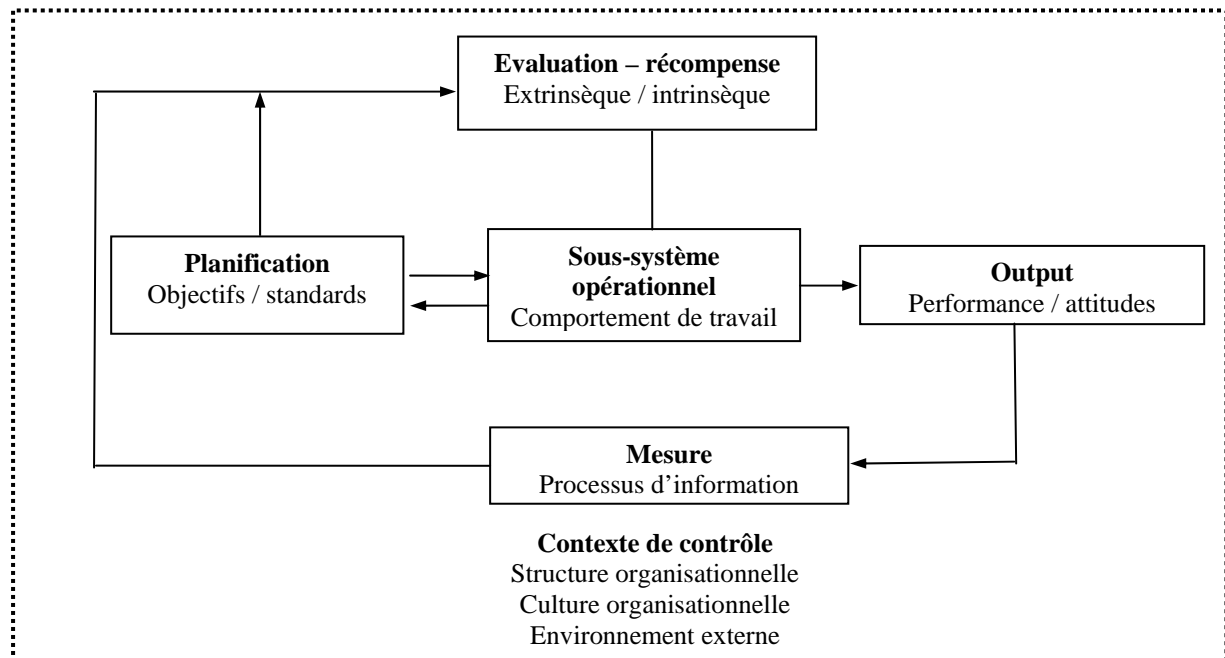 Evaluation – récompense
Extrinsèque / intrinsèque
Planification
Objectifs / standards
Sous-système
opérationnel
Comportement de travail
Output
Performance / attitudes
Mesure
Processus d’information
Contexte de contrôle
Structure organisationnelle
Culture organisationnelle
Environnement externe